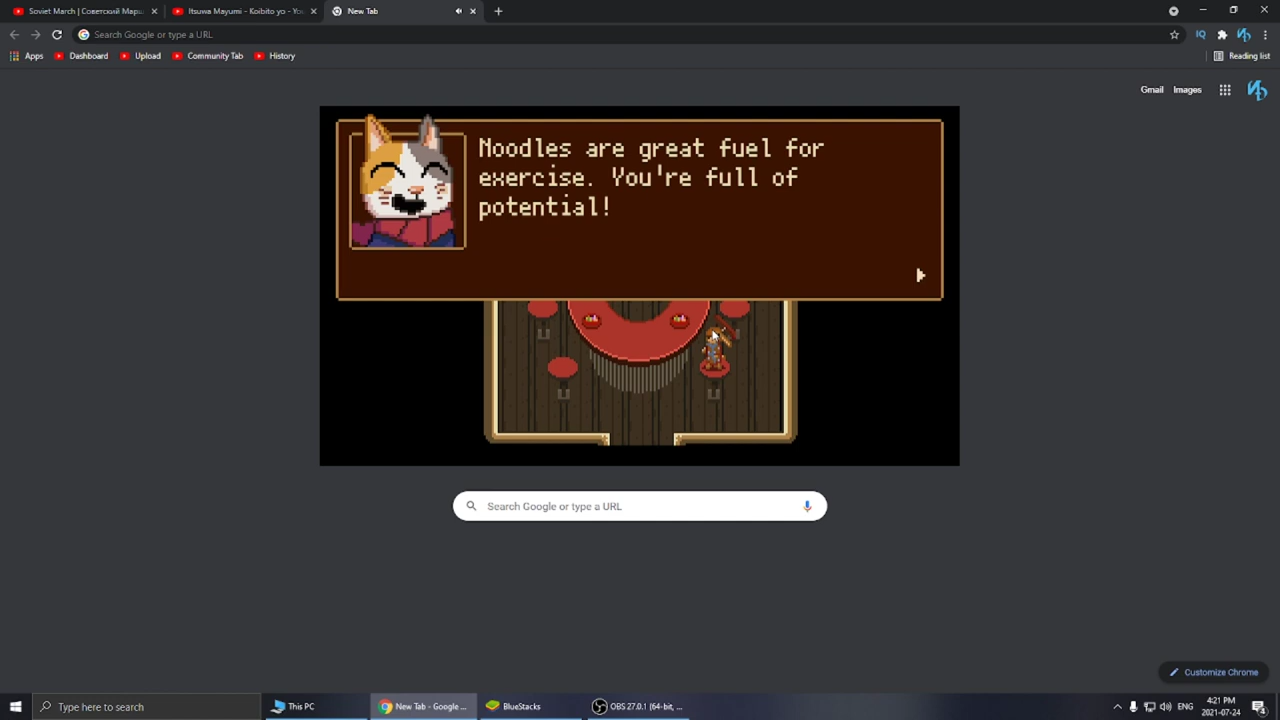 Soviet March | Советский Марш
Itsuwa Mayumi - Koibito yo - You
New Tab
Search Google or type a URL
Apps
Dashboard
Upload
Community Tab
History
Reading list
Gmail
Images
Noodles are great fuel for
exercise. You're full of
potential!
Search Google or type a URL
Customize Chrome
Type here to search
This PC
New Tab - Google ...
BlueStacks
OBS 27.0.1 (64-bit, ...
ENG
4:21 PM
2021-07-24